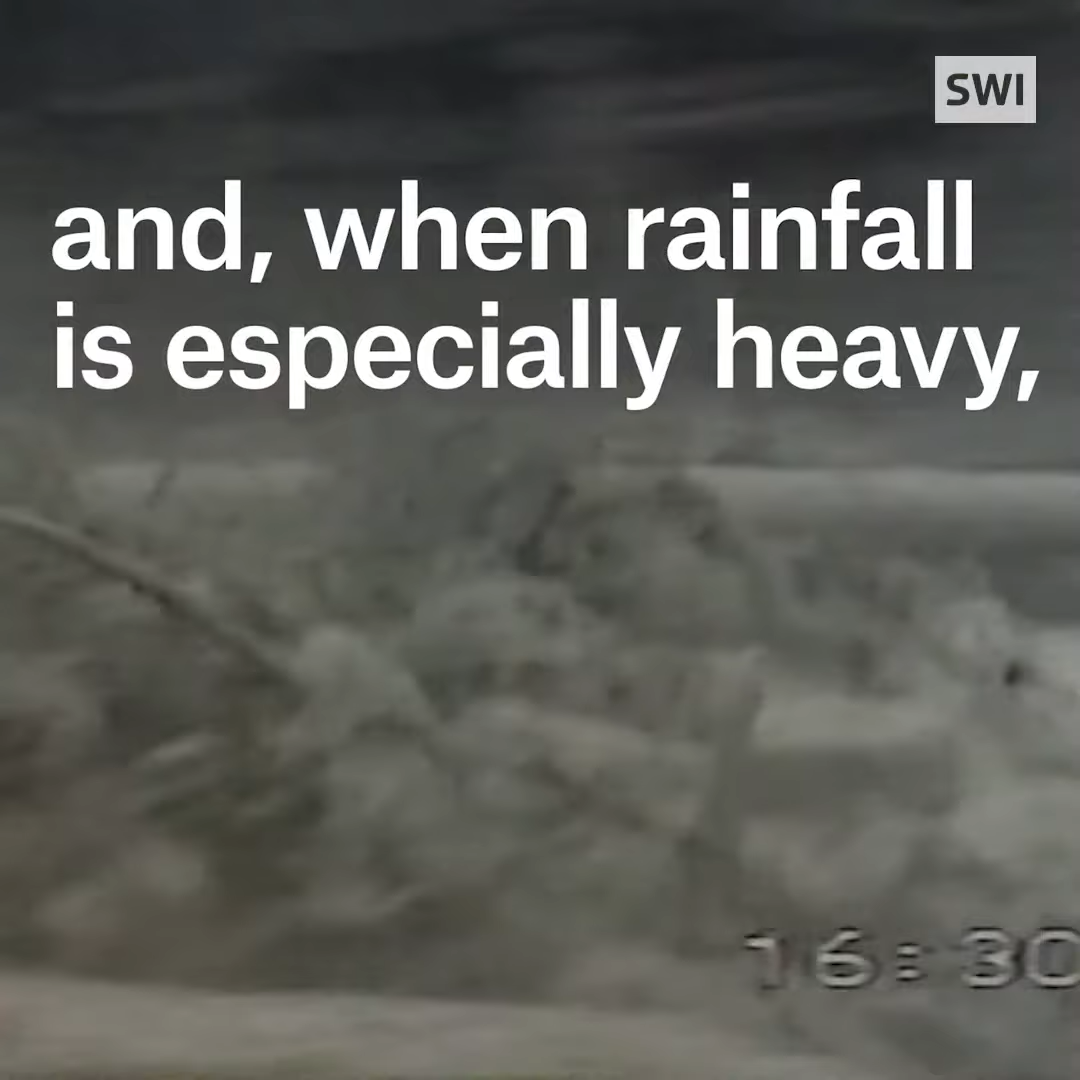 SWI
and, when rainfall
is especially heavy,
16:30